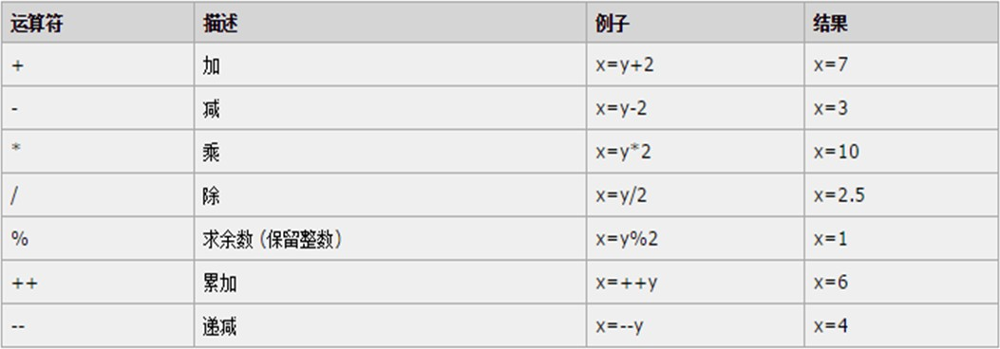 运算符 描述 例子 结果
+ 加 x=y+2 x=7
- 减 x=y-2 x=3
* 乘 x=y*2 x=10
/ 除 x=y/2 x=2.5
% 求余数 (保留整数) x=y%2 x=1
++ 累加 x=++y x=6
-- 递减 x=--y x=4